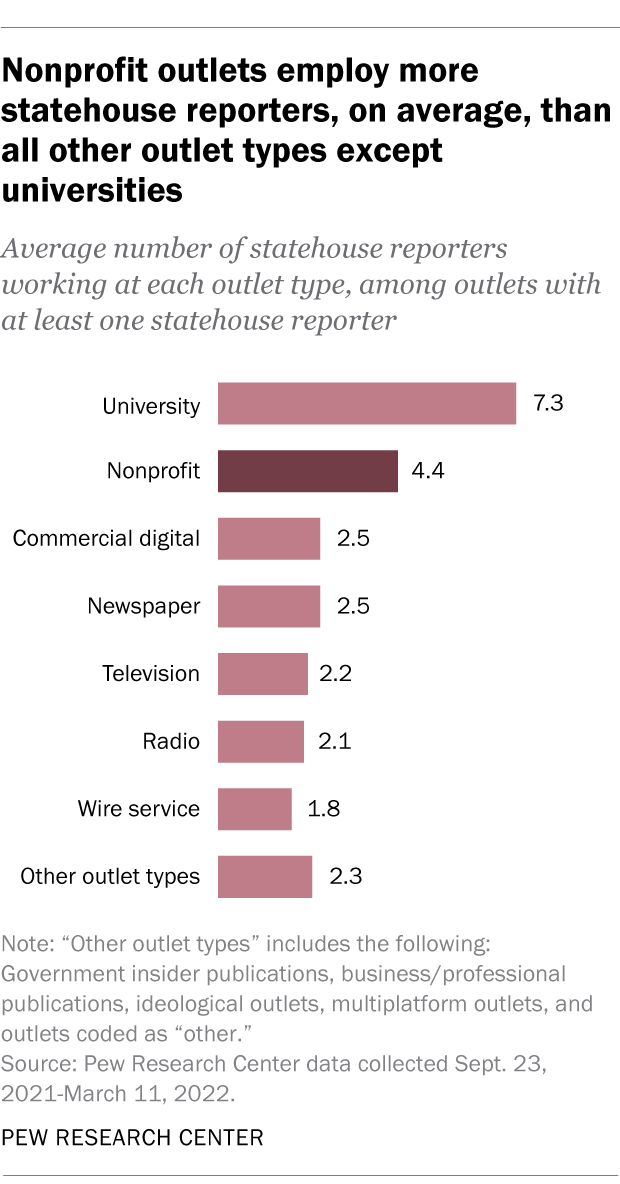 Nonprofit outlets employ more
statehouse reporters, on average, than
all other outlet types except
universities
Average number of statehouse reporters
working at each outlet type, among outlets with
at least one statehouse reporter
University 7.3
Nonprofit 4.4
Commercial digital 2.5
Newspaper 2.5
Television 2.2
Radio 2.1
Wire service 1.8
Other outlet types 2.3
Note: “Other outlet types” includes the following:
Government insider publications, business/professional
publications, ideological outlets, multiplatform outlets, and
outlets coded as “other.”
Source: Pew Research Center data collected Sept. 23,
2021-March 11, 2022.
PEW RESEARCH CENTER